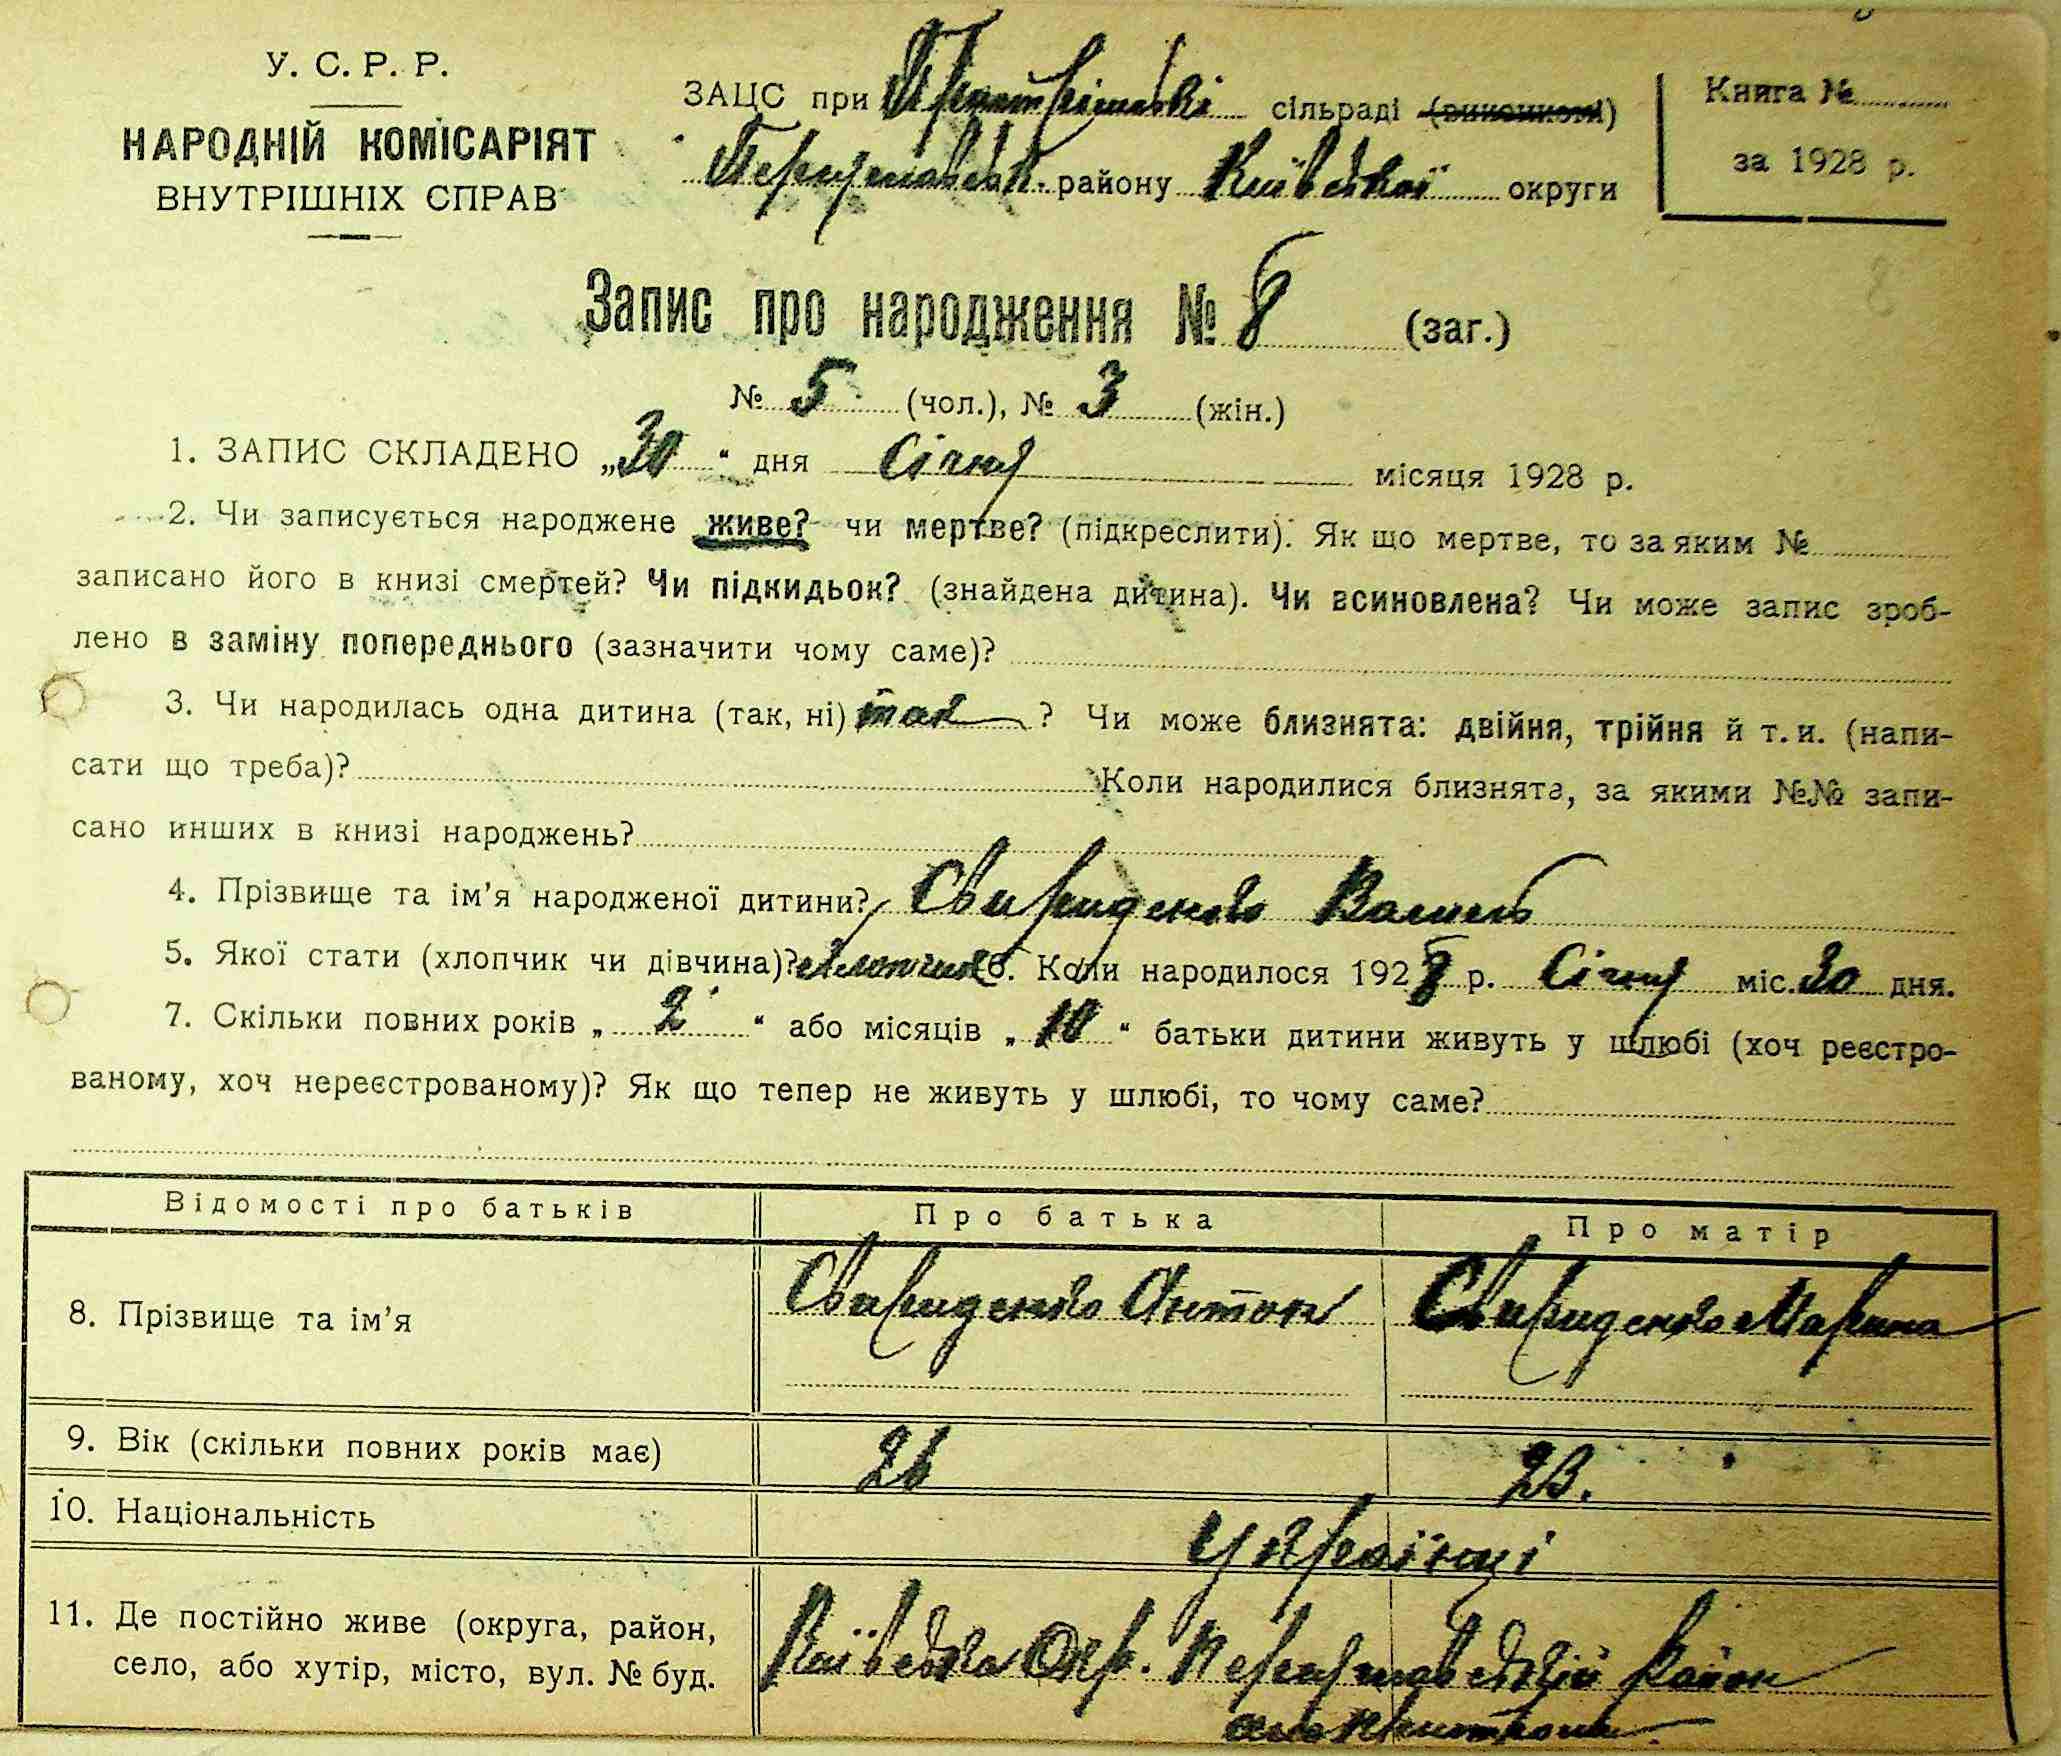 У. С. Р. Р.
НАРОДНІЙ КОМІСАРІЯТ
ВНУТРІШНІХ СПРАВ
ЗАЦС при сільраді (виконкомі)
району Київської округи
Книга №
за 1928 р.
Запис про народження № 8 (заг.)
№ 5 (чол.), № 3 (жін.)
1. ЗАПИС СКЛАДЕНО „30“ дня Січня місяця 1928 р.
2. Чи записується народжене живе? чи мертве? (підкреслити). Як що мертве, то за яким №
записано його в книзі смертей? Чи підкидьок? (знайдена дитина). Чи всиновлена? Чи може запис зроб-
лено в заміну попереднього (зазначити чому саме)?
3. Чи народилась одна дитина (так, ні) так ? Чи може близнята: двійня, трійня й т. и. (напи-
сати що треба)? Коли народилися близнята, за якими №№ запи-
сано инших в книзі народжень?
4. Прізвище та ім’я народженої дитини? Свириденко Василь
5. Якої стати (хлопчик чи дівчина)? хлопчик 6. Коли народилося 1928 р. Січня міс. 30 дня.
7. Скільки повних років „ 2 “ або місяців „ 10 “ батьки дитини живуть у шлюбі (хоч реєстро-
ваному, хоч нереєстрованому)? Як що тепер не живуть у шлюбі, то чому саме?
Відомості про батьків Про батька Про матір
8. Прізвище та ім’я Свириденко Антон Свириденко Марина
9. Вік (скільки повних років має) 26 23.
10. Національність Українці
11. Де постійно живе (округа, район, Київська Окр. район
село, або хутір, місто, вул. № буд.